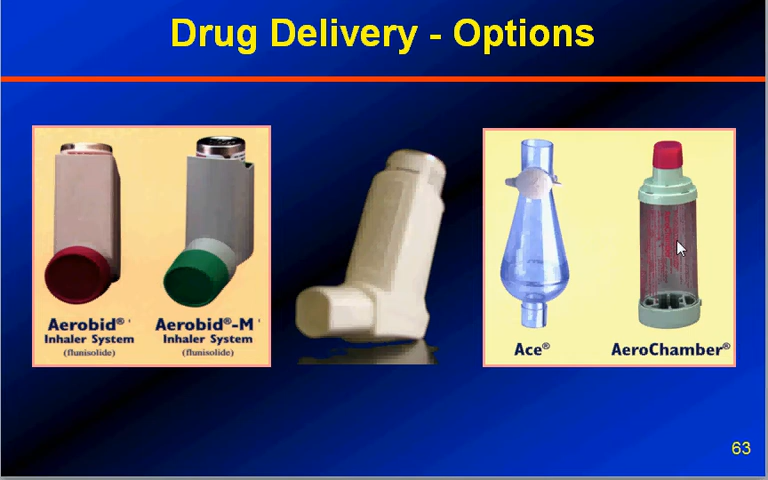 Drug Delivery - Options
Aerobid®
Inhaler System
(flunisolide)
Aerobid®-M
Inhaler System
(flunisolide)
Ace®
AeroChamber®
63